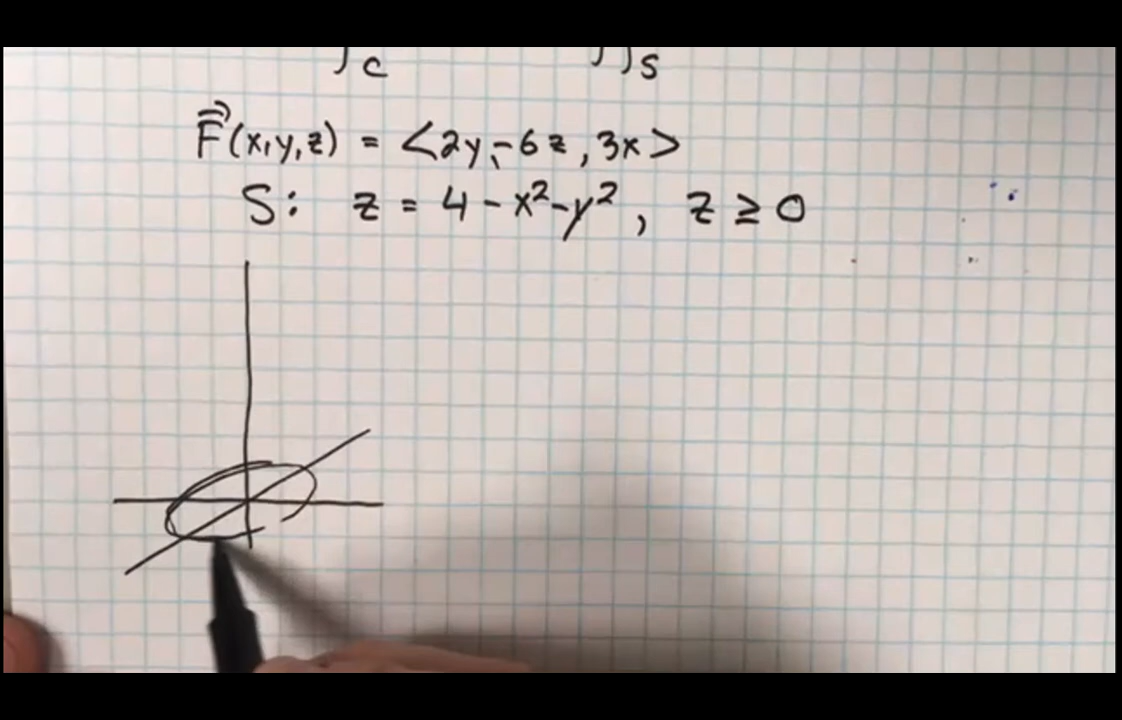 ∫C ∬S
F⃗(x,y,z) = <2y,-6z,3x>
S: z = 4-x²-y², z ≥ 0